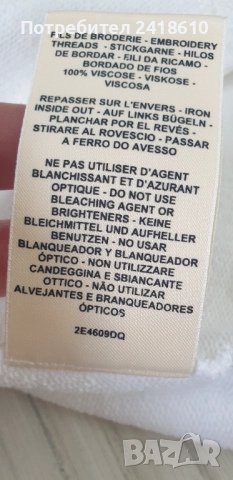 Потребител 2418610
FILS DE BRODERIE - EMBROIDERY
THREADS - STICKGARNE - HILOS
DE BORDAR - FILI DA RICAMO -
BORDADO DE FIOS
100% VISCOSE - VISKOSE -
VISCOSA
REPASSER SUR L'ENVERS - IRON
INSIDE OUT - AUF LINKS BÜGELN -
PLANCHAR POR EL REVÉS -
STIRARE AL ROVESCIO - PASSAR
A FERRO DO AVESSO
NE PAS UTILISER D'AGENT
BLANCHISSANT ET D'AZURANT
OPTIQUE - DO NOT USE
BLEACHING AGENT OR
BRIGHTENERS - KEINE
BLEICHMITTEL UND AUFHELLER
BENUTZEN - NO USAR
BLANQUEADOR Y BLANQUEADOR
ÓPTICO - NON UTILIZZARE
CANDEGGINA E SBIANCANTE
OTTICO - NÃO UTILIZAR
ALVEJANTES E BRANQUEADORES
ÓPTICOS
2E4609DQ
BAZAR